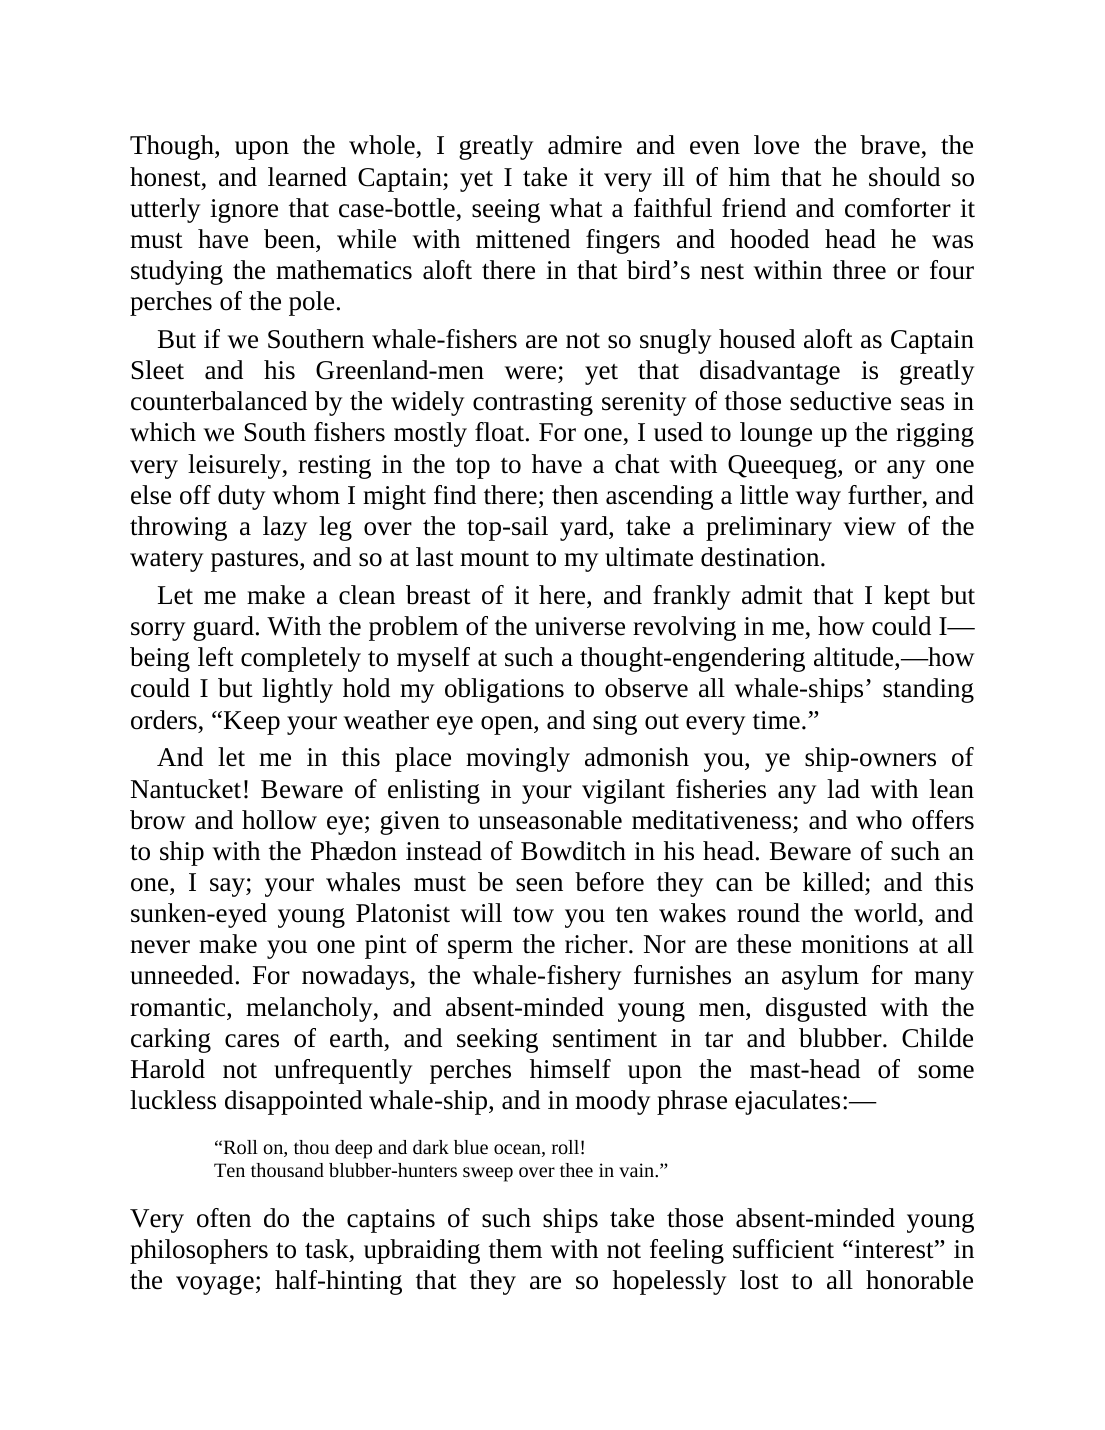 Though, upon the whole, I greatly admire and even love the brave, the
honest, and learned Captain; yet I take it very ill of him that he should so
utterly ignore that case-bottle, seeing what a faithful friend and comforter it
must have been, while with mittened fingers and hooded head he was
studying the mathematics aloft there in that bird’s nest within three or four
perches of the pole.
But if we Southern whale-fishers are not so snugly housed aloft as Captain
Sleet and his Greenland-men were; yet that disadvantage is greatly
counterbalanced by the widely contrasting serenity of those seductive seas in
which we South fishers mostly float. For one, I used to lounge up the rigging
very leisurely, resting in the top to have a chat with Queequeg, or any one
else off duty whom I might find there; then ascending a little way further, and
throwing a lazy leg over the top-sail yard, take a preliminary view of the
watery pastures, and so at last mount to my ultimate destination.
Let me make a clean breast of it here, and frankly admit that I kept but
sorry guard. With the problem of the universe revolving in me, how could I—
being left completely to myself at such a thought-engendering altitude,—how
could I but lightly hold my obligations to observe all whale-ships’ standing
orders, “Keep your weather eye open, and sing out every time.”
And let me in this place movingly admonish you, ye ship-owners of
Nantucket! Beware of enlisting in your vigilant fisheries any lad with lean
brow and hollow eye; given to unseasonable meditativeness; and who offers
to ship with the Phædon instead of Bowditch in his head. Beware of such an
one, I say; your whales must be seen before they can be killed; and this
sunken-eyed young Platonist will tow you ten wakes round the world, and
never make you one pint of sperm the richer. Nor are these monitions at all
unneeded. For nowadays, the whale-fishery furnishes an asylum for many
romantic, melancholy, and absent-minded young men, disgusted with the
carking cares of earth, and seeking sentiment in tar and blubber. Childe
Harold not unfrequently perches himself upon the mast-head of some
luckless disappointed whale-ship, and in moody phrase ejaculates:—
“Roll on, thou deep and dark blue ocean, roll!
Ten thousand blubber-hunters sweep over thee in vain.”
Very often do the captains of such ships take those absent-minded young
philosophers to task, upbraiding them with not feeling sufficient “interest” in
the voyage; half-hinting that they are so hopelessly lost to all honorable